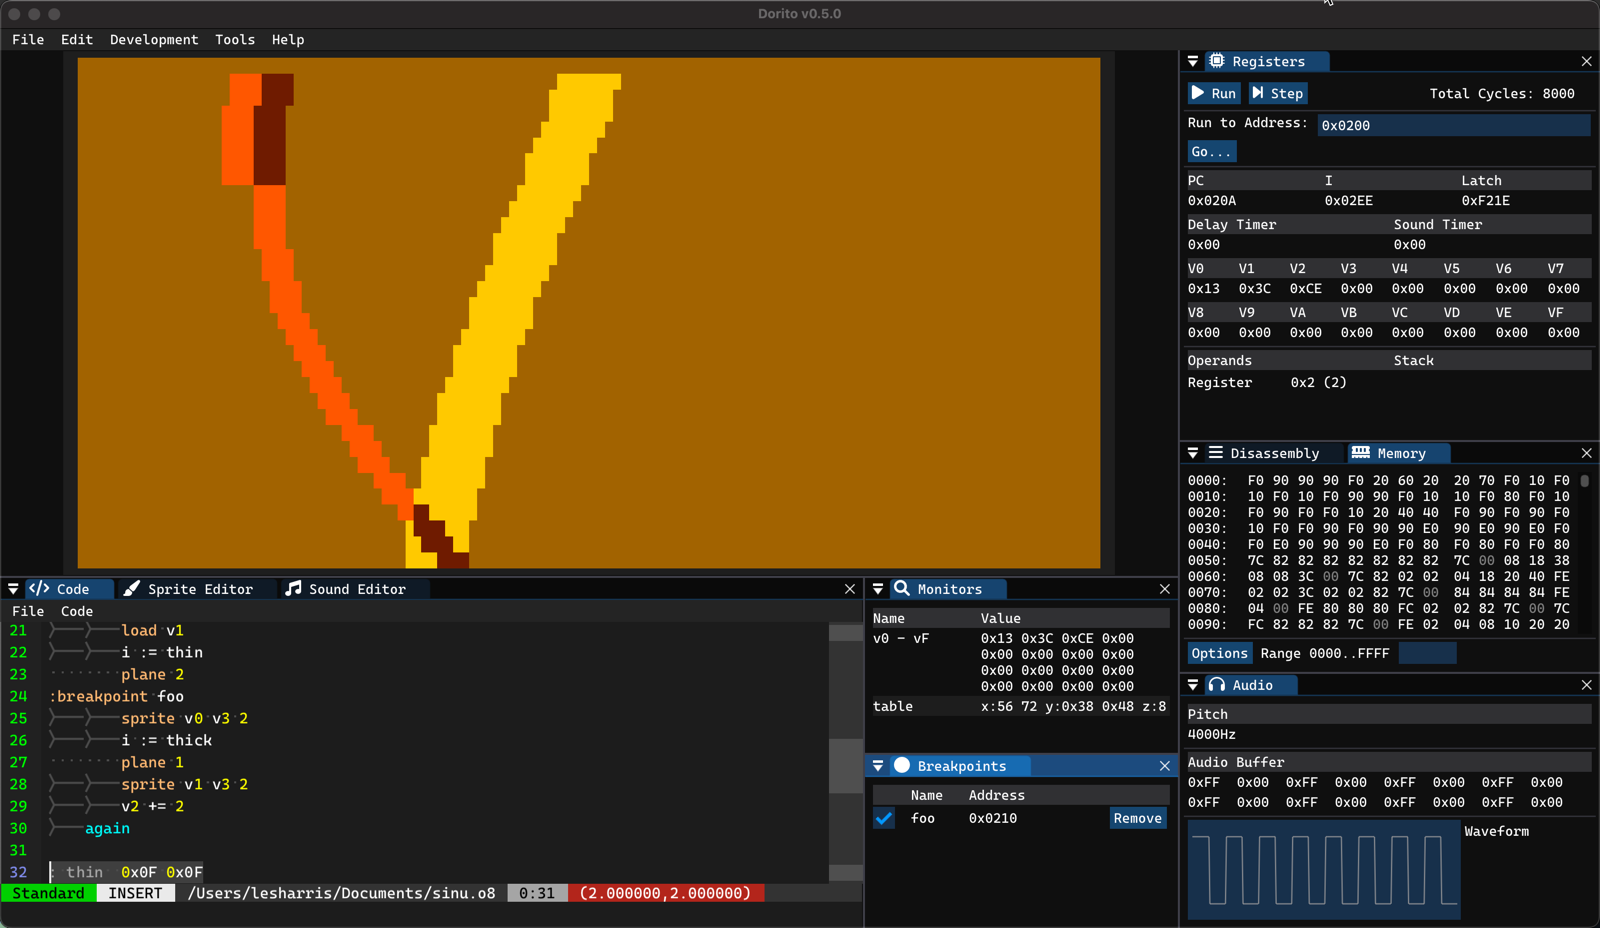 Dorito v0.5.0
File Edit Development Tools Help
Registers
Run Step Total Cycles: 8000
Run to Address: 0x0200
Go...
PC I Latch
0x020A 0x02EE 0xF21E
Delay Timer Sound Timer
0x00 0x00
V0 V1 V2 V3 V4 V5 V6 V7
0x13 0x3C 0xCE 0x00 0x00 0x00 0x00 0x00
V8 V9 VA VB VC VD VE VF
0x00 0x00 0x00 0x00 0x00 0x00 0x00 0x00
Operands Stack
Register 0x2 (2)
Disassembly Memory
0000: F0 90 90 90 F0 20 60 20 20 70 F0 10 F0
0010: 10 F0 10 F0 90 90 F0 10 10 F0 80 F0 10
0020: F0 90 F0 F0 10 20 40 40 F0 90 F0 90 F0
0030: 10 F0 F0 90 F0 90 90 E0 90 E0 90 E0 F0
0040: F0 E0 90 90 90 E0 F0 80 F0 80 F0 F0 80
0050: 7C 82 82 82 82 82 82 82 7C 00 08 18 38
0060: 08 08 3C 00 7C 82 02 02 04 18 20 40 FE
0070: 02 02 3C 02 02 82 7C 00 84 84 84 84 FE
0080: 04 00 FE 80 80 80 FC 02 02 82 7C 00 7C
0090: FC 82 82 82 7C 00 FE 02 04 08 10 20 20
Options Range 0000..FFFF
Code Sprite Editor Sound Editor
File Code
21 load v1
22 i := thin
23 plane 2
24 :breakpoint foo
25 sprite v0 v3 2
26 i := thick
27 plane 1
28 sprite v1 v3 2
29 v2 += 2
30 again
31
32 : thin 0x0F 0x0F
Standard INSERT /Users/lesharris/Documents/sinu.o8 0:31 (2.000000,2.000000)
Monitors
Name Value
v0 - vF 0x13 0x3C 0xCE 0x00
0x00 0x00 0x00 0x00
0x00 0x00 0x00 0x00
0x00 0x00 0x00 0x00
table x:56 72 y:0x38 0x48 z:8
Breakpoints
Name Address
foo 0x0210 Remove
Audio
Pitch
4000Hz
Audio Buffer
0xFF 0x00 0xFF 0x00 0xFF 0x00 0xFF 0x00
0xFF 0x00 0xFF 0x00 0xFF 0x00 0xFF 0x00
Waveform